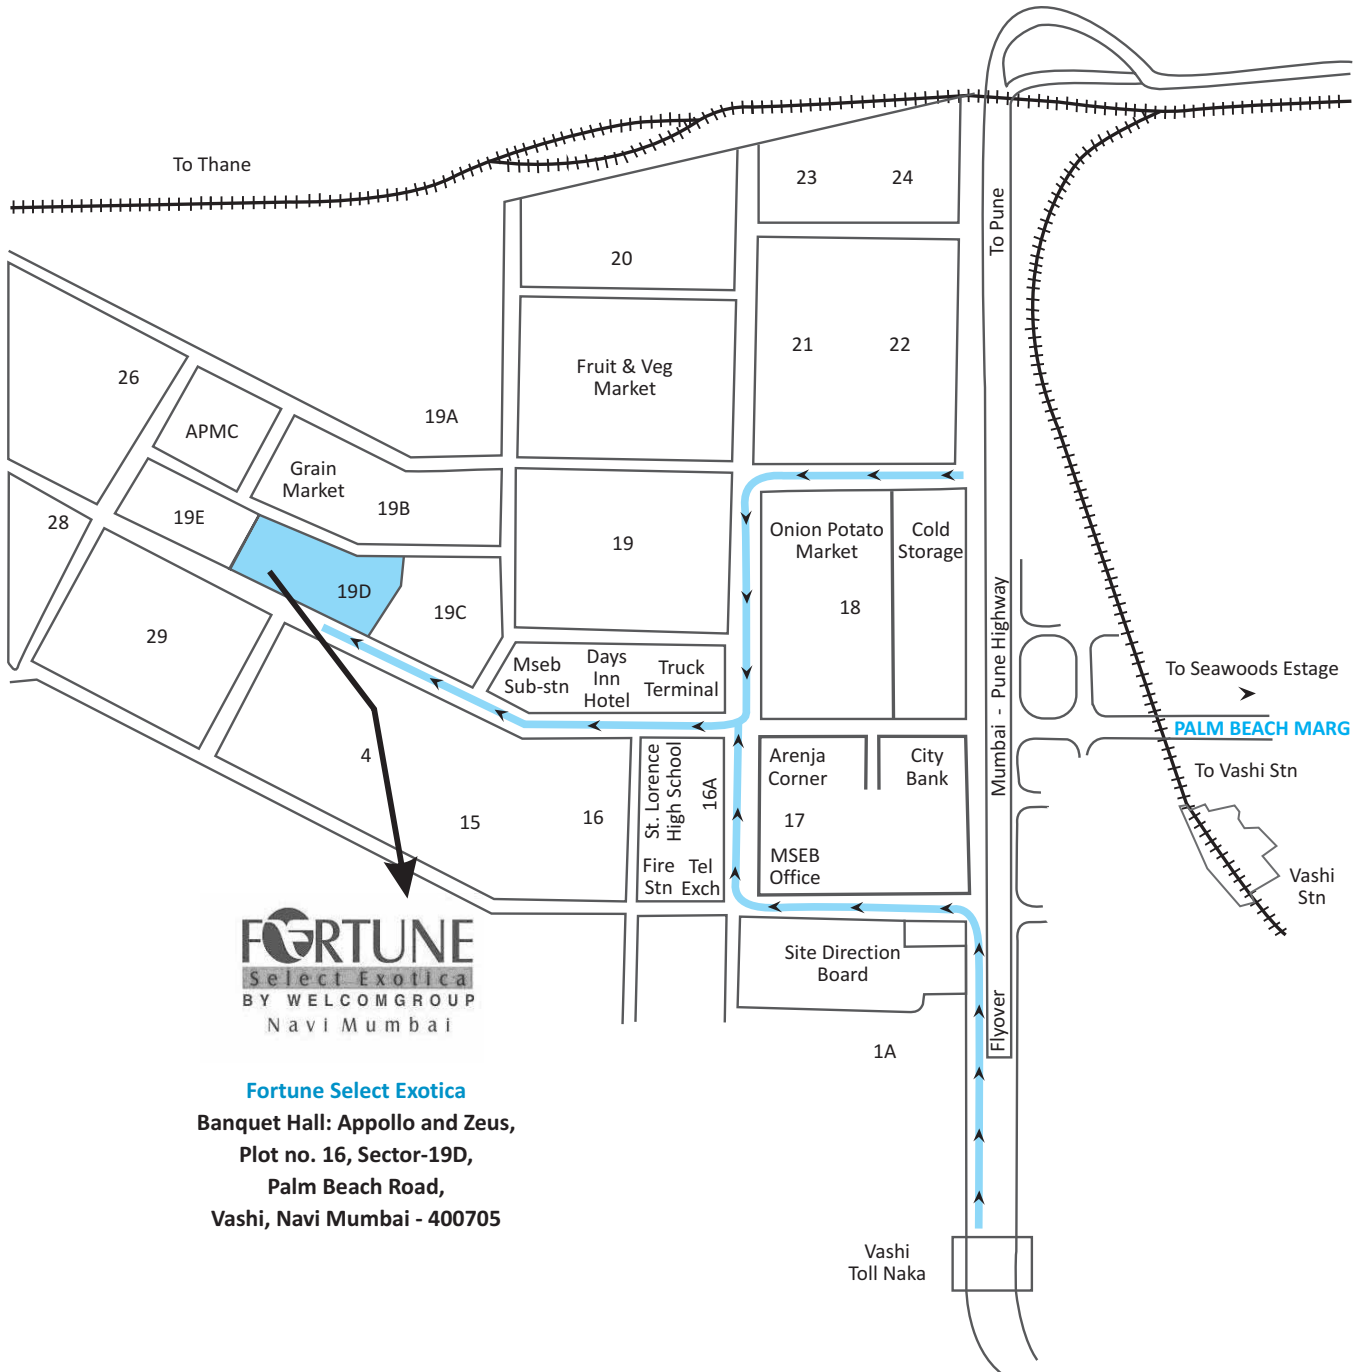 To Thane
23
24
To Pune
20
21
22
Fruit & Veg
Market
26
19A
APMC
Grain
Market
19B
19E
28
19
Onion Potato
Market
Cold
Storage
18
19D
19C
29
Mseb
Sub-stn
Days
Inn
Hotel
Truck
Terminal
Mumbai - Pune Highway
To Seawoods Estage
PALM BEACH MARG
To Vashi Stn
4
St. Lorence
High School
16A
Arenja
Corner
City
Bank
15
16
17
MSEB
Office
Fire
Stn
Tel
Exch
Vashi
Stn
FORTUNE
Select Exotica
BY WELCOMGROUP
Navi Mumbai
Site Direction
Board
Flyover
1A
Fortune Select Exotica
Banquet Hall: Appollo and Zeus,
Plot no. 16, Sector-19D,
Palm Beach Road,
Vashi, Navi Mumbai - 400705
Vashi
Toll Naka